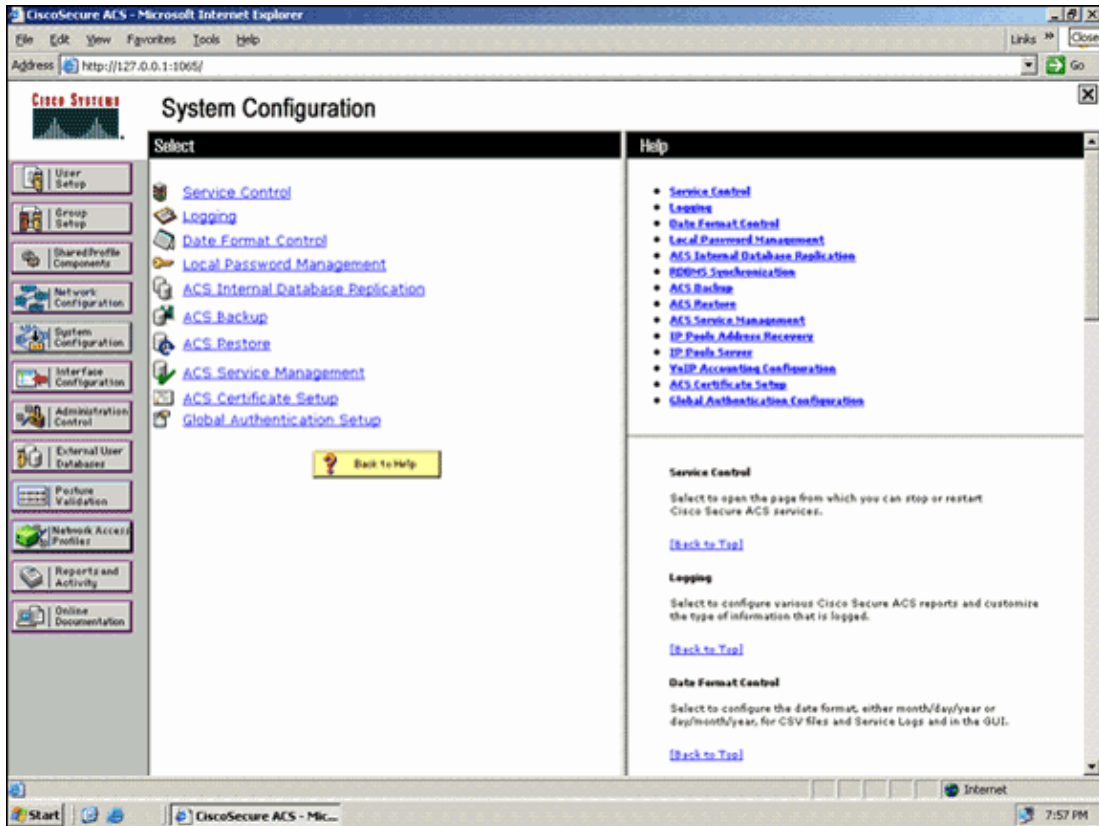 CiscoSecure ACS - Microsoft Internet Explorer
File Edit View Favorites Tools Help
Links » Close
Address http://127.0.0.1:1065/ Go
CISCO SYSTEMS
System Configuration
Select
Help
User Setup
Group Setup
Shared Profile Components
Network Configuration
System Configuration
Interface Configuration
Administration Control
External User Databases
Posture Validation
Network Access Profiles
Reports and Activity
Online Documentation
Service Control
Logging
Date Format Control
Local Password Management
ACS Internal Database Replication
ACS Backup
ACS Restore
ACS Service Management
ACS Certificate Setup
Global Authentication Setup
Back to Help
Service Control
Logging
Date Format Control
Local Password Management
ACS Internal Database Replication
RDBMS Synchronization
ACS Backup
ACS Restore
ACS Service Management
IP Pools Address Recovery
IP Pools Server
VoIP Accounting Configuration
ACS Certificate Setup
Global Authentication Configuration
Service Control
Select to open the page from which you can stop or restart
Cisco Secure ACS services.
[Back to Top]
Logging
Select to configure various Cisco Secure ACS reports and customize
the type of information that is logged.
[Back to Top]
Date Format Control
Select to configure the date format, either month/day/year or
day/month/year, for CSV files and Service Logs and in the GUI.
[Back to Top]
Internet
Start
CiscoSecure ACS - Mic...
7:57 PM